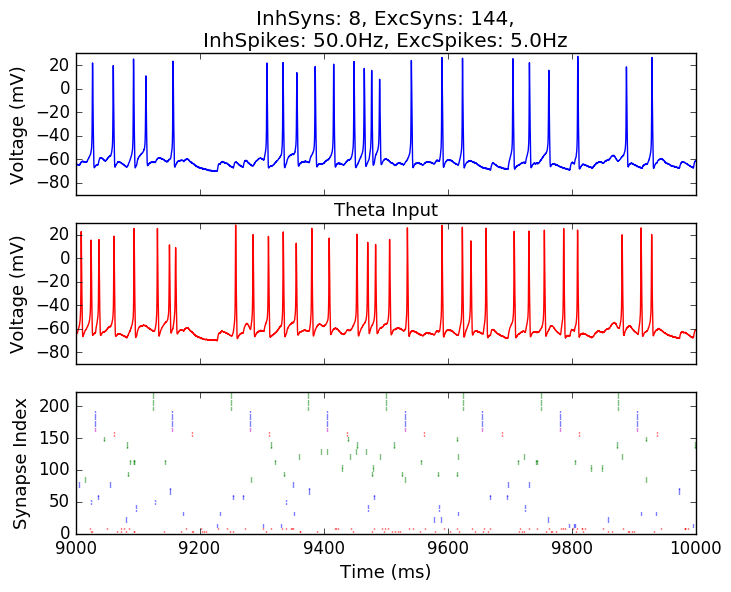 InhSyns: 8, ExcSyns: 144,
InhSpikes: 50.0Hz, ExcSpikes: 5.0Hz
20
0
−20
−40
−60
−80
Voltage (mV)
Theta Input
20
0
−20
−40
−60
−80
Voltage (mV)
200
150
100
50
0
Synapse Index
9000 9200 9400 9600 9800 10000
Time (ms)